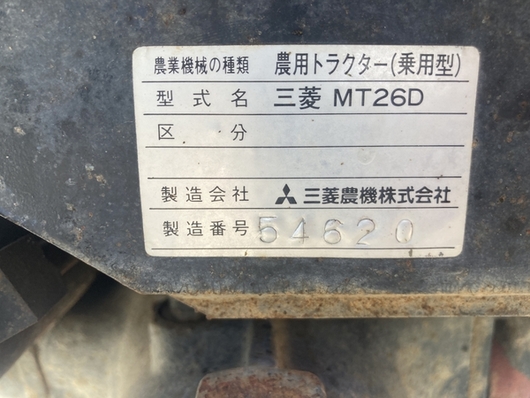 農業機械の種類 農用トラクター(乗用型)
型式名 三菱 MT26D
区分
製造会社 三菱農機株式会社
製造番号 54620